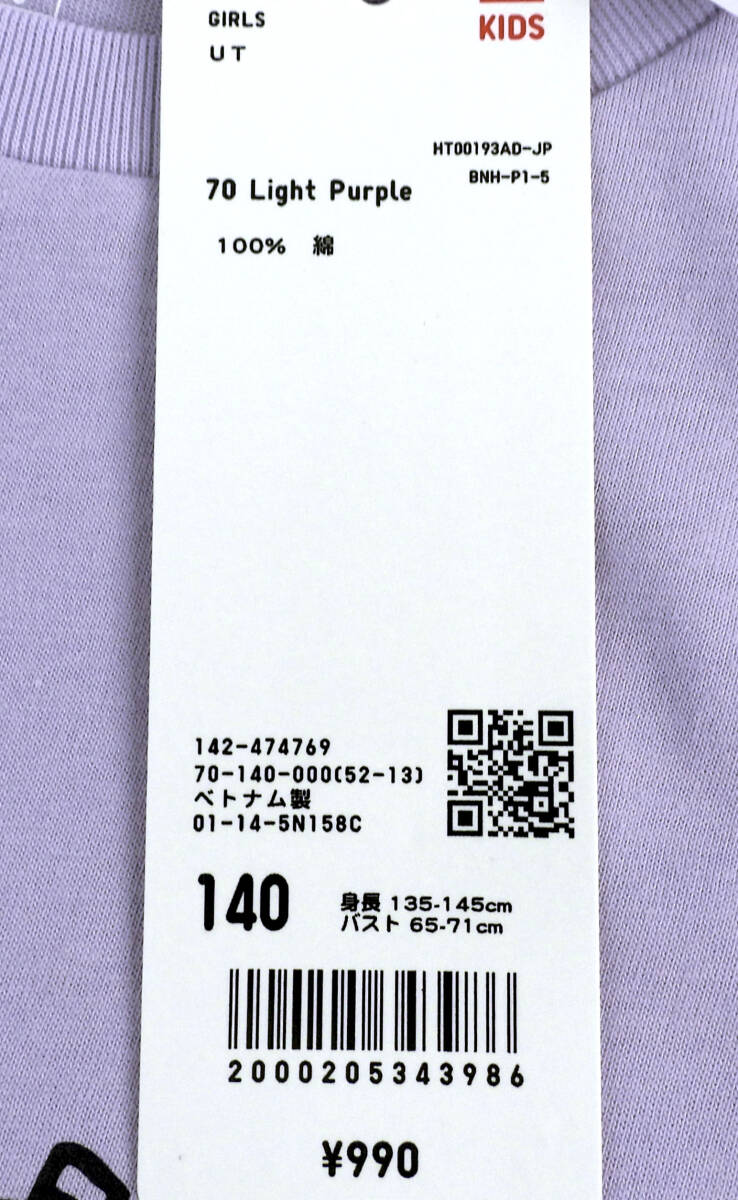 GIRLS
UT
KIDS
HT00193AD-JP
BNH-P1-5
70 Light Purple
100% 綿
142-474769
70-140-000(52-13)
ベトナム製
01-14-5N158C
140
身長 135-145cm
バスト 65-71cm
2000205343986
¥990